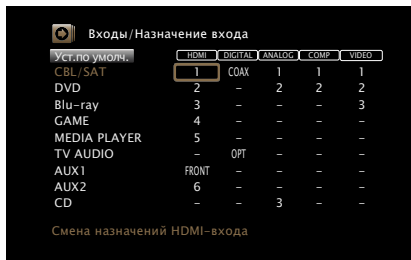 Входы/Назначение входа
Уст.по умолч. HDMI DIGITAL ANALOG COMP VIDEO
CBL/SAT 1 COAX 1 1 1
DVD 2 – 2 2 2
Blu-ray 3 – – – 3
GAME 4 – – – –
MEDIA PLAYER 5 – – – –
TV AUDIO – OPT – – –
AUX1 FRONT – – – –
AUX2 6 – – – –
CD – – 3 – –
Смена назначений HDMI-входа